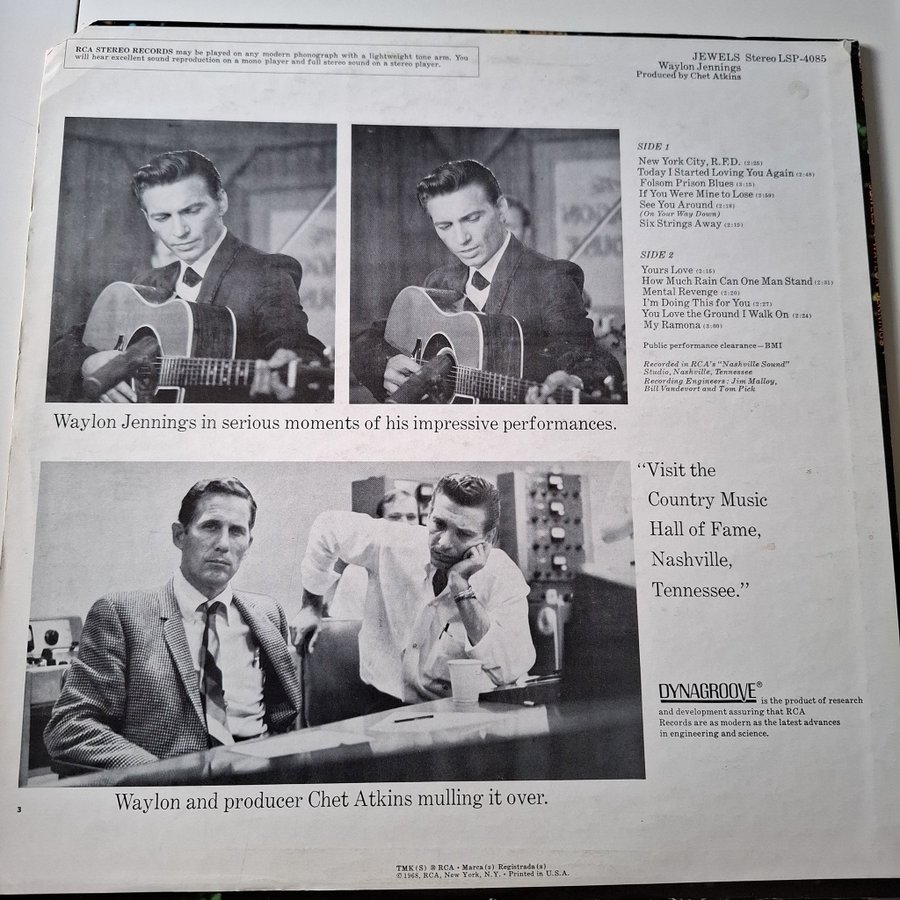 RCA STEREO RECORDS may be played on any modern phonograph with a lightweight tone arm. You
will hear excellent sound reproduction on a mono player and full stereo sound on a stereo player.
JEWELS Stereo LSP-4085
Waylon Jennings
Produced by Chet Atkins
SIDE 1
New York City, R.F.D. (2:25)
Today I Started Loving You Again (2:48)
Folsom Prison Blues (3:15)
If You Were Mine to Lose (2:59)
See You Around (2:18)
(On Your Way Down)
Six Strings Away (2:19)
SIDE 2
Yours Love (2:15)
How Much Rain Can One Man Stand (2:31)
Mental Revenge (2:20)
I'm Doing This for You (2:27)
You Love the Ground I Walk On (2:24)
My Ramona (3:00)
Public performance clearance—BMI
Recorded in RCA's "Nashville Sound"
Studio, Nashville, Tennessee
Recording Engineers: Jim Malloy,
Bill Vandevort and Tom Pick
Waylon Jennings in serious moments of his impressive performances.
"Visit the
Country Music
Hall of Fame,
Nashville,
Tennessee."
DYNAGROOVE® is the product of research
and development assuring that RCA
Records are as modern as the latest advances
in engineering and science.
Waylon and producer Chet Atkins mulling it over.
3
TMK(S) ® RCA • Marca(s) Registrada(s)
© 1968, RCA, New York, N.Y. • Printed in U.S.A.